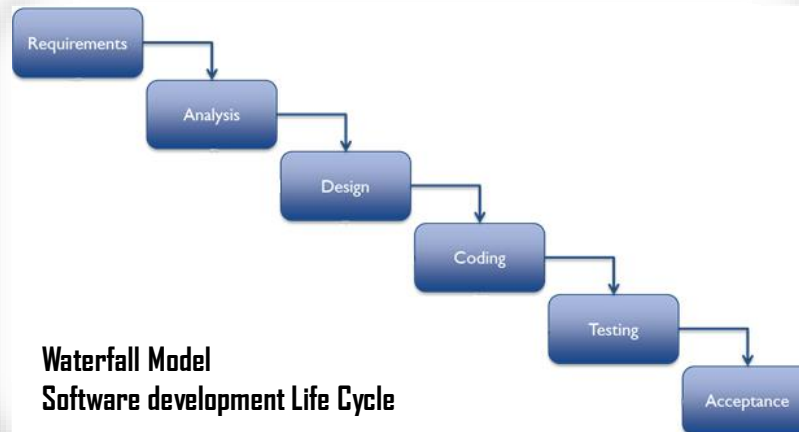 Requirements
Analysis
Design
Coding
Testing
Acceptance
Waterfall Model
Software development Life Cycle